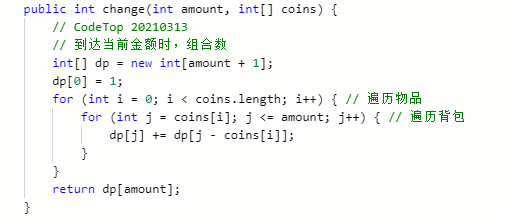 public int change(int amount, int[] coins) {
    // CodeTop 20210313
    // 到达当前金额时，组合数
    int[] dp = new int[amount + 1];
    dp[0] = 1;
    for (int i = 0; i < coins.length; i++) { // 遍历物品
        for (int j = coins[i]; j <= amount; j++) { // 遍历背包
            dp[j] += dp[j - coins[i]];
        }
    }
    return dp[amount];
}